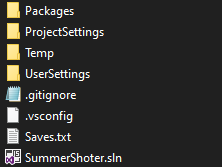 Packages
ProjectSettings
Temp
UserSettings
.gitignore
.vsconfig
Saves.txt
SummerShoter.sln